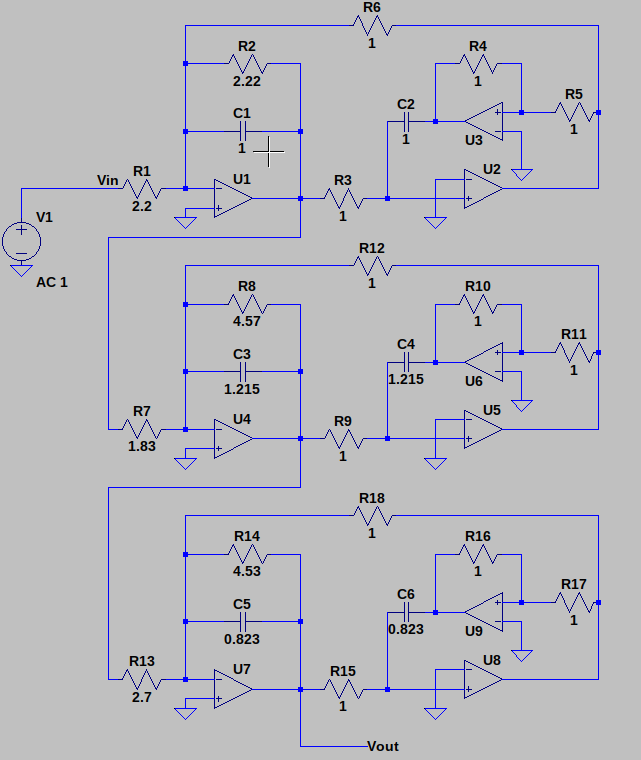 R6
1
R2
2.22
R4
1
C1
1
C2
1
R5
1
U3
Vin
R1
2.2
U1
R3
1
U2
V1
AC 1
R12
1
R8
4.57
R10
1
C3
1.215
C4
1.215
R11
1
U6
R7
1.83
U4
R9
1
U5
R18
1
R14
4.53
R16
1
C5
0.823
C6
0.823
R17
1
U9
R13
2.7
U7
R15
1
U8
Vout